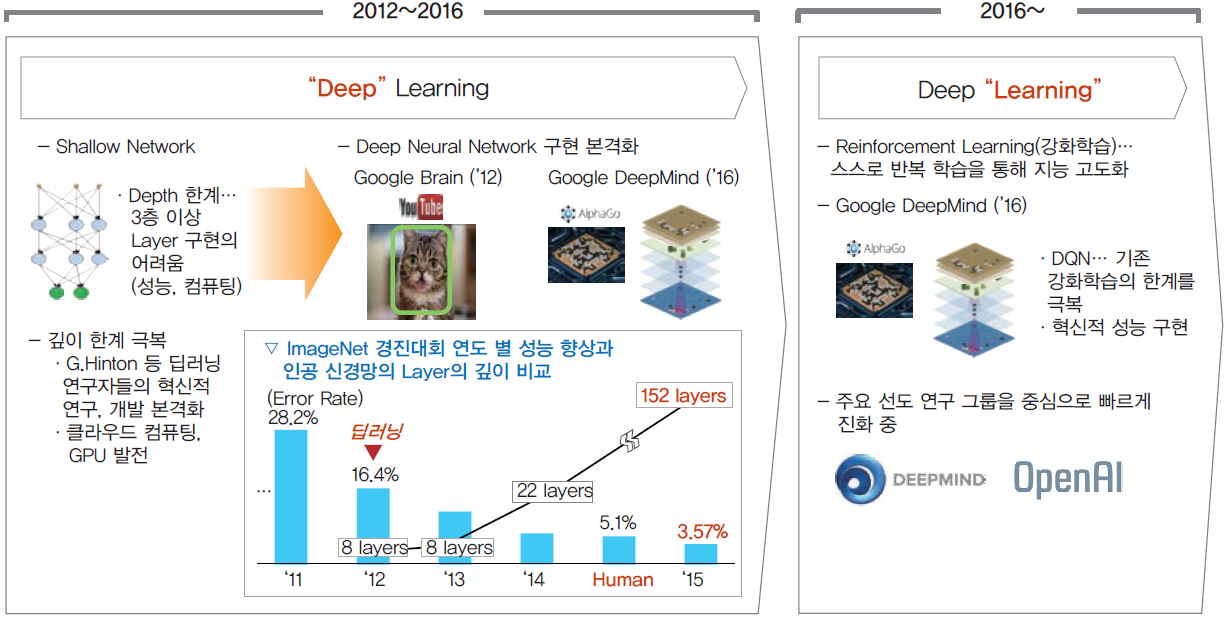 2012～2016
"Deep" Learning
– Shallow Network
· Depth 한계…
3층 이상
Layer 구현의
어려움
(성능, 컴퓨팅)
– Deep Neural Network 구현 본격화
Google Brain ('12)
YouTube
Google DeepMind ('16)
AlphaGo
– 깊이 한계 극복
· G.Hinton 등 딥러닝
연구자들의 혁신적
연구, 개발 본격화
· 클라우드 컴퓨팅,
GPU 발전
▽ ImageNet 경진대회 연도 별 성능 향상과
인공 신경망의 Layer의 깊이 비교
(Error Rate)
28.2%
딥러닝
16.4%
5.1%
3.57%
152 layers
22 layers
8 layers
8 layers
…
'11
'12
'13
'14
Human
'15
2016～
Deep "Learning"
– Reinforcement Learning(강화학습)…
스스로 반복 학습을 통해 지능 고도화
– Google DeepMind ('16)
AlphaGo
· DQN… 기존
강화학습의 한계를
극복
· 혁신적 성능 구현
– 주요 선도 연구 그룹을 중심으로 빠르게
진화 중
DEEPMIND
OpenAI